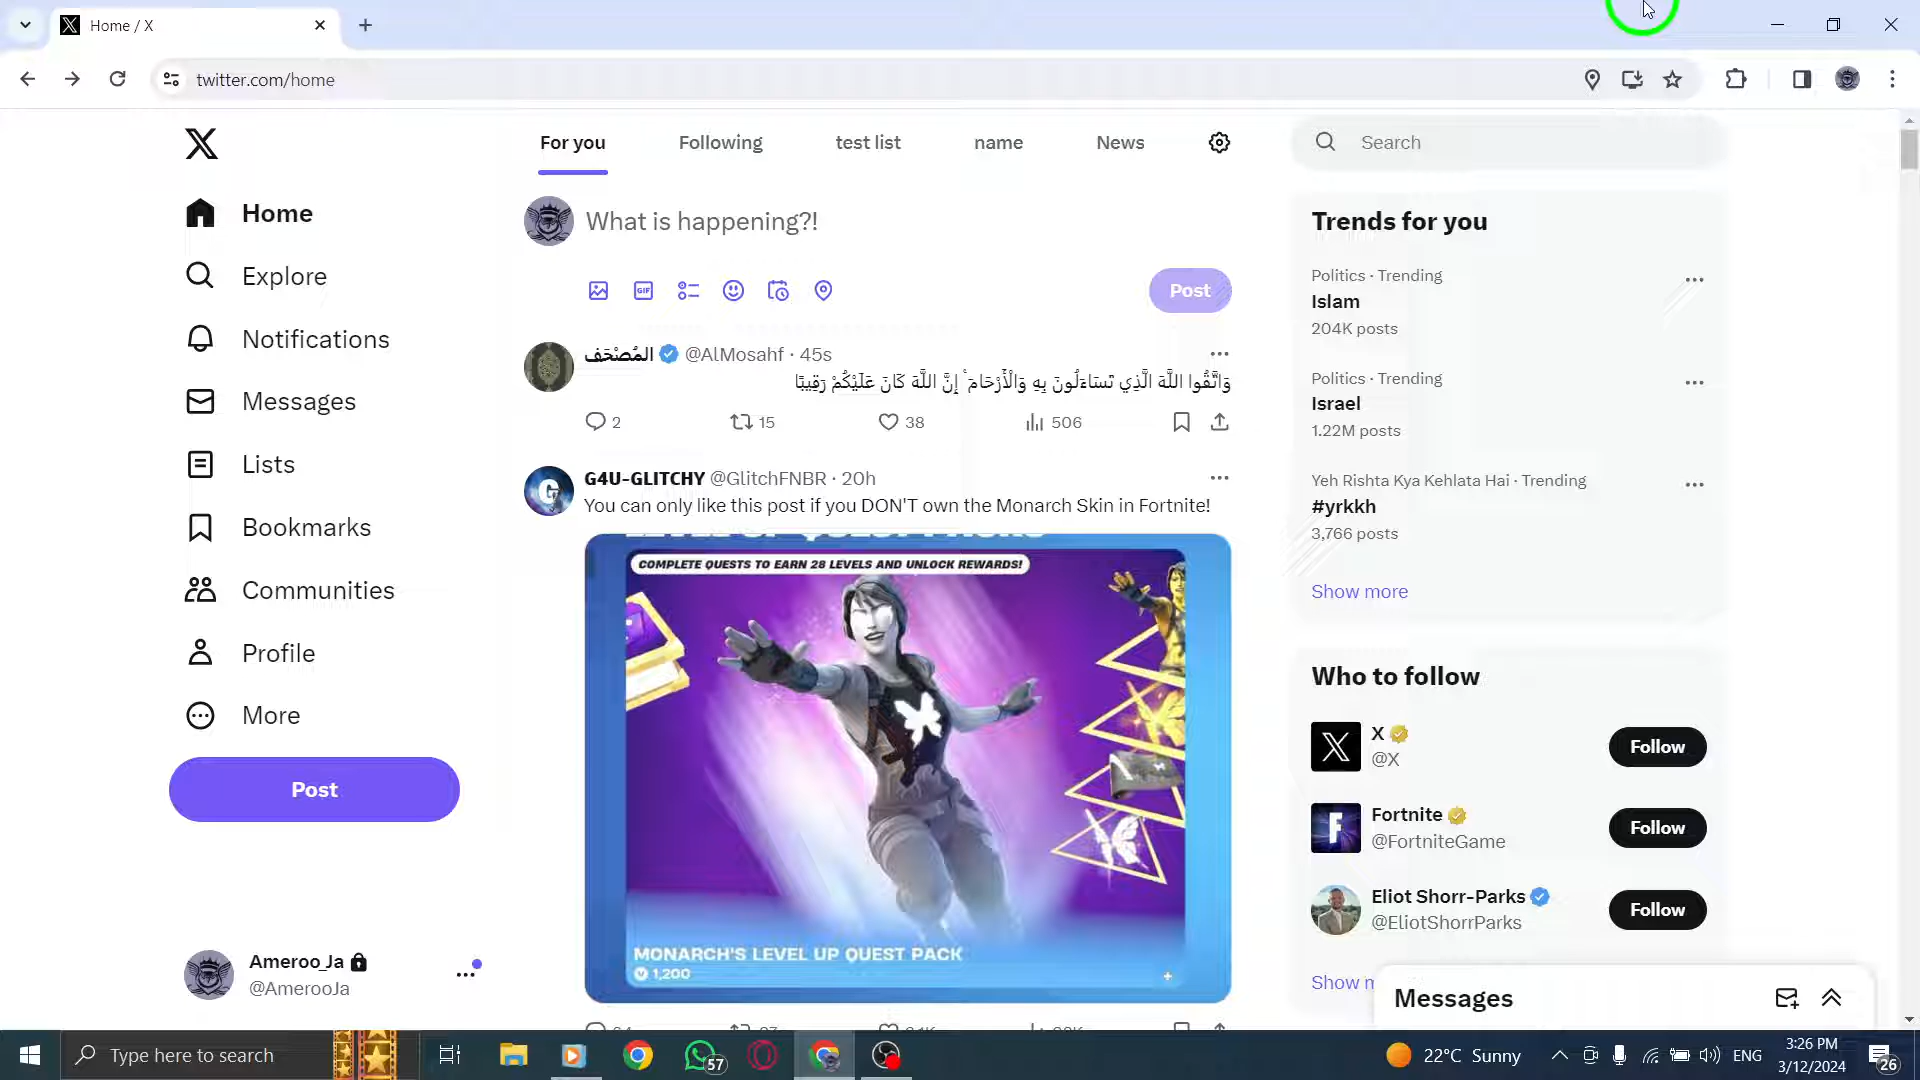 Home / X
twitter.com/home
For you
Following
test list
name
News
Search
Home
Explore
Notifications
Messages
Lists
Bookmarks
Communities
Profile
More
Post
Ameroo_Ja
@AmerooJa
What is happening?!
GIF
Post
المُصْحَف @AlMosahf · 45s
وَاتَّقُوا اللَّهَ الَّذِي تَسَاءَلُونَ بِهِ وَالْأَرْحَامَ ۚ إِنَّ اللَّهَ كَانَ عَلَيْكُمْ رَقِيبًا
2
15
38
506
G4U-GLITCHY @GlitchFNBR · 20h
You can only like this post if you DON'T own the Monarch Skin in Fortnite!
COMPLETE QUESTS TO EARN 28 LEVELS AND UNLOCK REWARDS!
MONARCH'S LEVEL UP QUEST PACK
1,200
Trends for you
Politics · Trending
Islam
204K posts
Politics · Trending
Israel
1.22M posts
Yeh Rishta Kya Kehlata Hai · Trending
#yrkkh
3,766 posts
Show more
Who to follow
X
@X
Follow
Fortnite
@FortniteGame
Follow
Eliot Shorr-Parks
@EliotShorrParks
Follow
Show
Messages
Type here to search
57
22°C Sunny
ENG
3:26 PM
3/12/2024
26